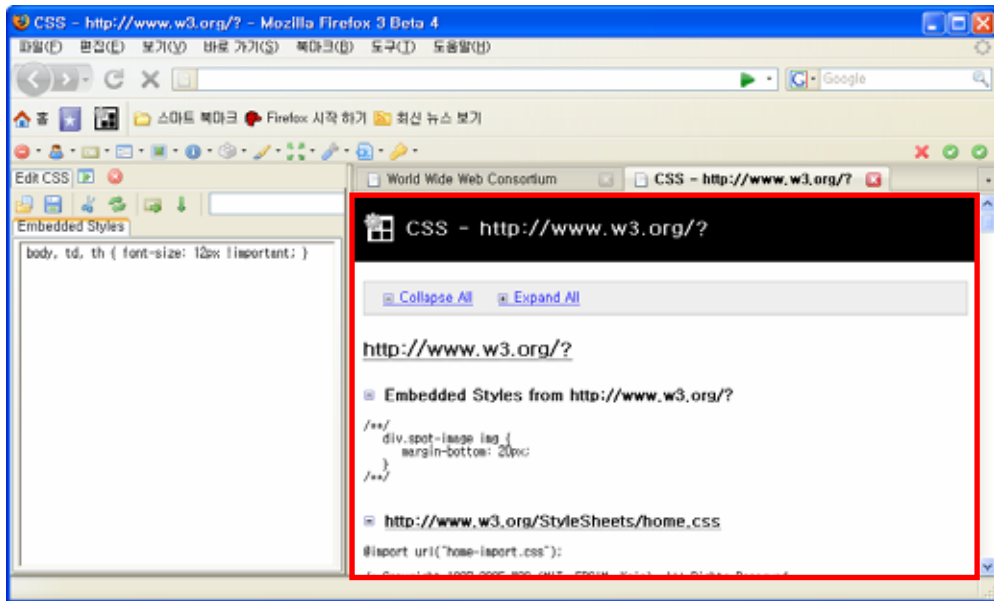 CSS - http://www.w3.org/? - Mozilla Firefox 3 Beta 4
파일(F) 편집(E) 보기(V) 바로 가기(S) 북마크(B) 도구(T) 도움말(H)
Google
홈 스마트 북마크 Firefox 시작 하기 최신 뉴스 보기
Edit CSS
World Wide Web Consortium CSS - http://www.w3.org/?
Embedded Styles
body, td, th { font-size: 12px !important; }
CSS - http://www.w3.org/?
Collapse All Expand All
http://www.w3.org/?
Embedded Styles from http://www.w3.org/?
/**/
div.spot-image img {
margin-bottom: 20px;
}
/**/
http://www.w3.org/StyleSheets/home.css
@import url("home-import.css");